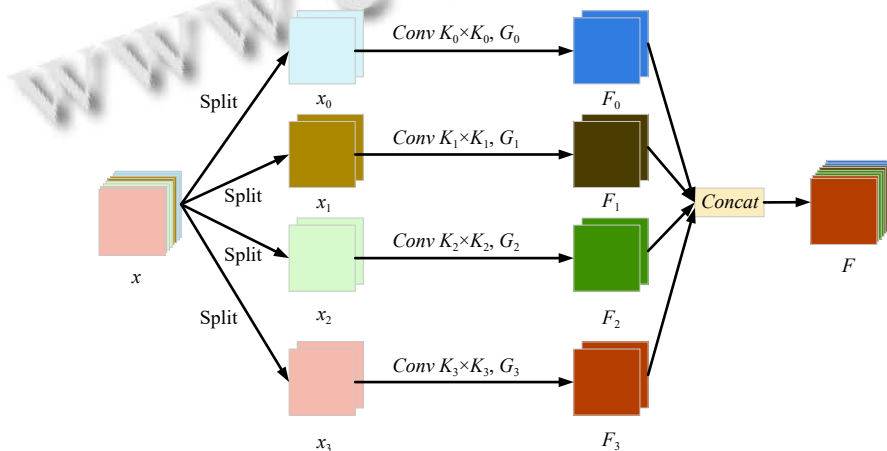 WWW
Split
Conv K₀×K₀, G₀
x₀
F₀
Split
Conv K₁×K₁, G₁
x₁
F₁
x
Concat
F
Split
Conv K₂×K₂, G₂
x₂
F₂
Split
Conv K₃×K₃, G₃
x₃
F₃